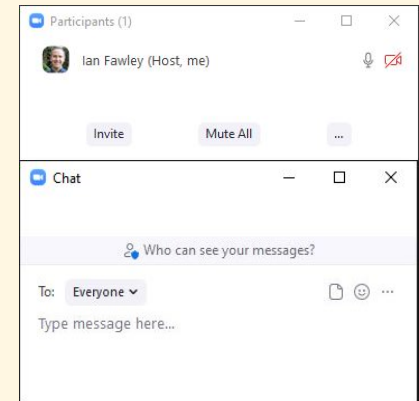 Participants (1)
Ian Fawley (Host, me)
Invite Mute All ...
Chat
Who can see your messages?
To: Everyone
Type message here...